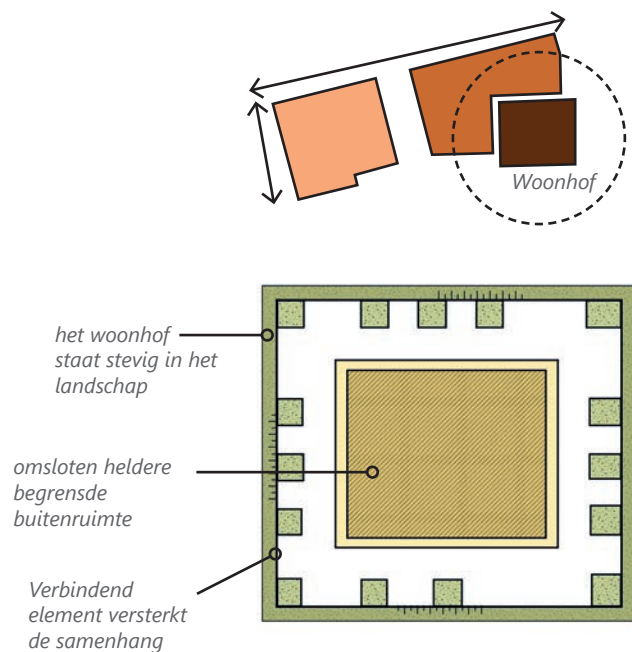 Woonhof
het woonhof
staat stevig in het
landschap
omsloten heldere
begrensde
buitenruimte
Verbindend
element versterkt
de samenhang